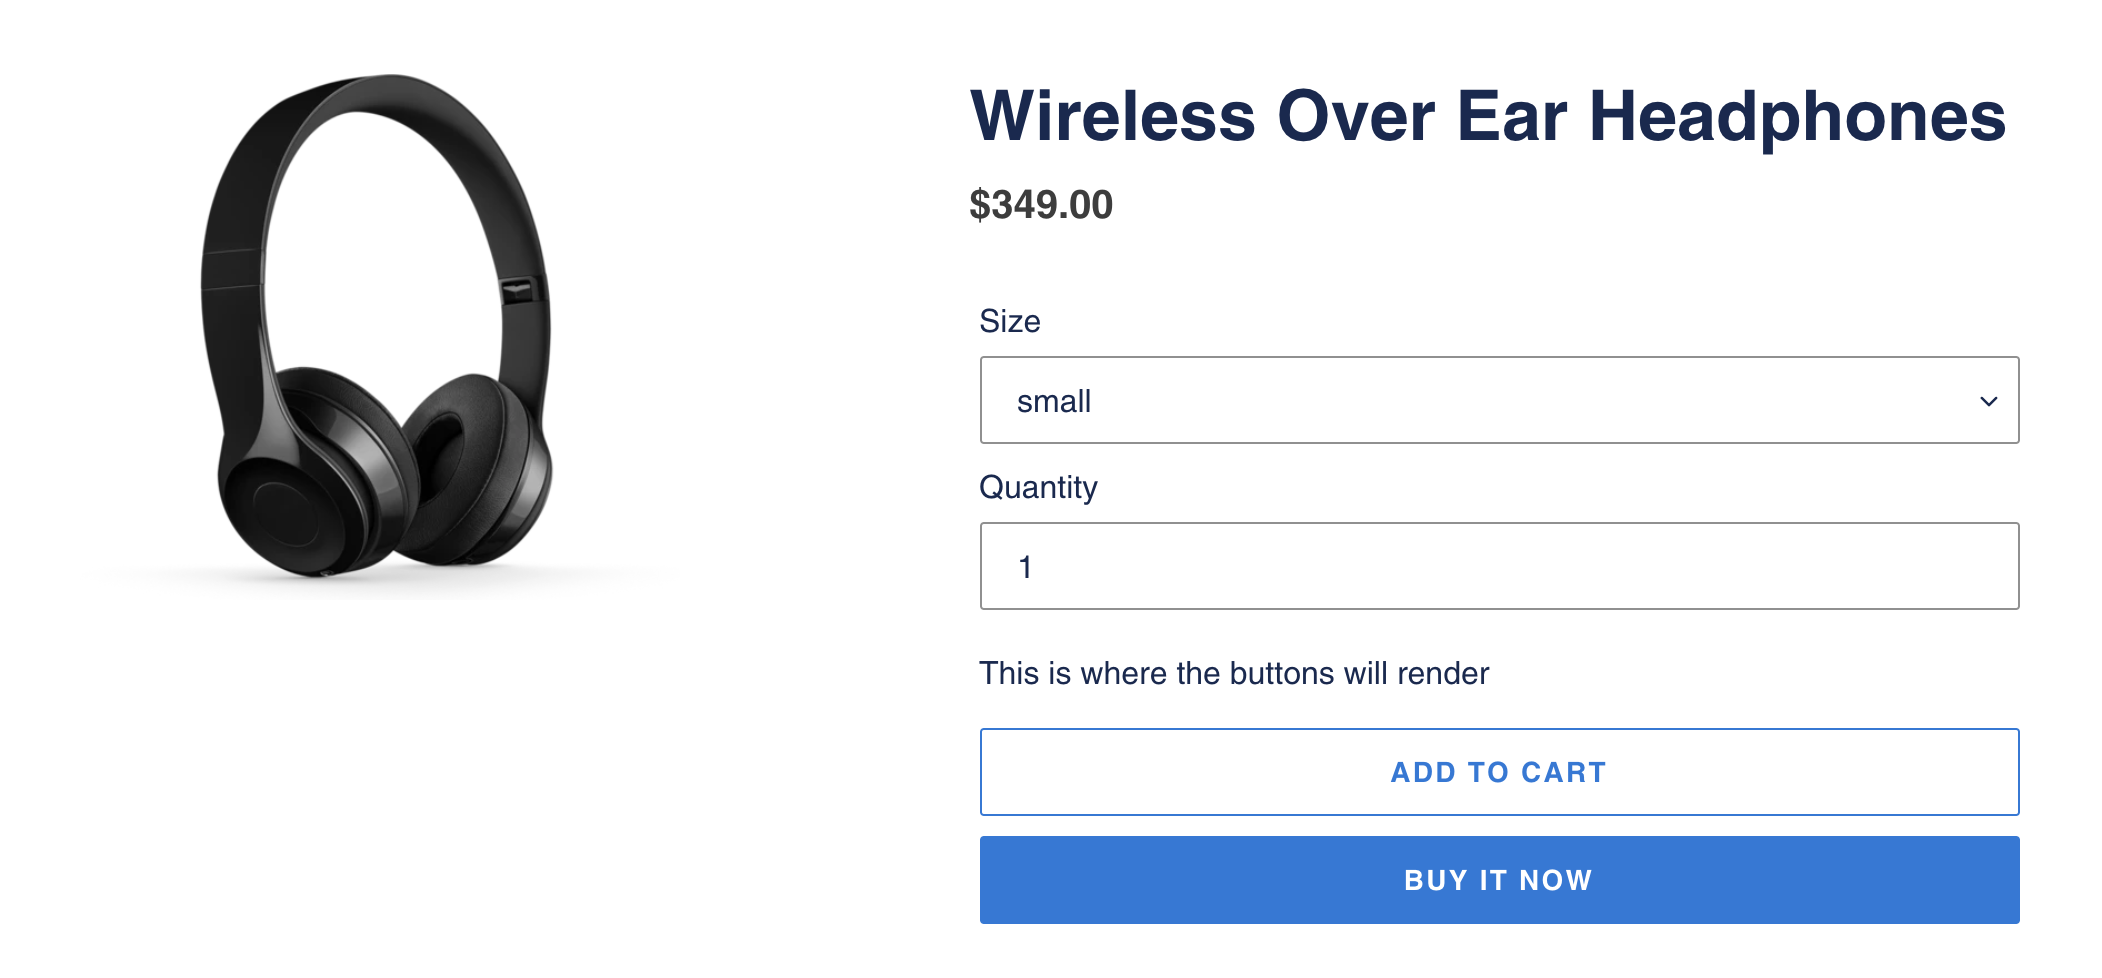 Wireless Over Ear Headphones
$349.00
Size
small
Quantity
1
This is where the buttons will render
ADD TO CART
BUY IT NOW